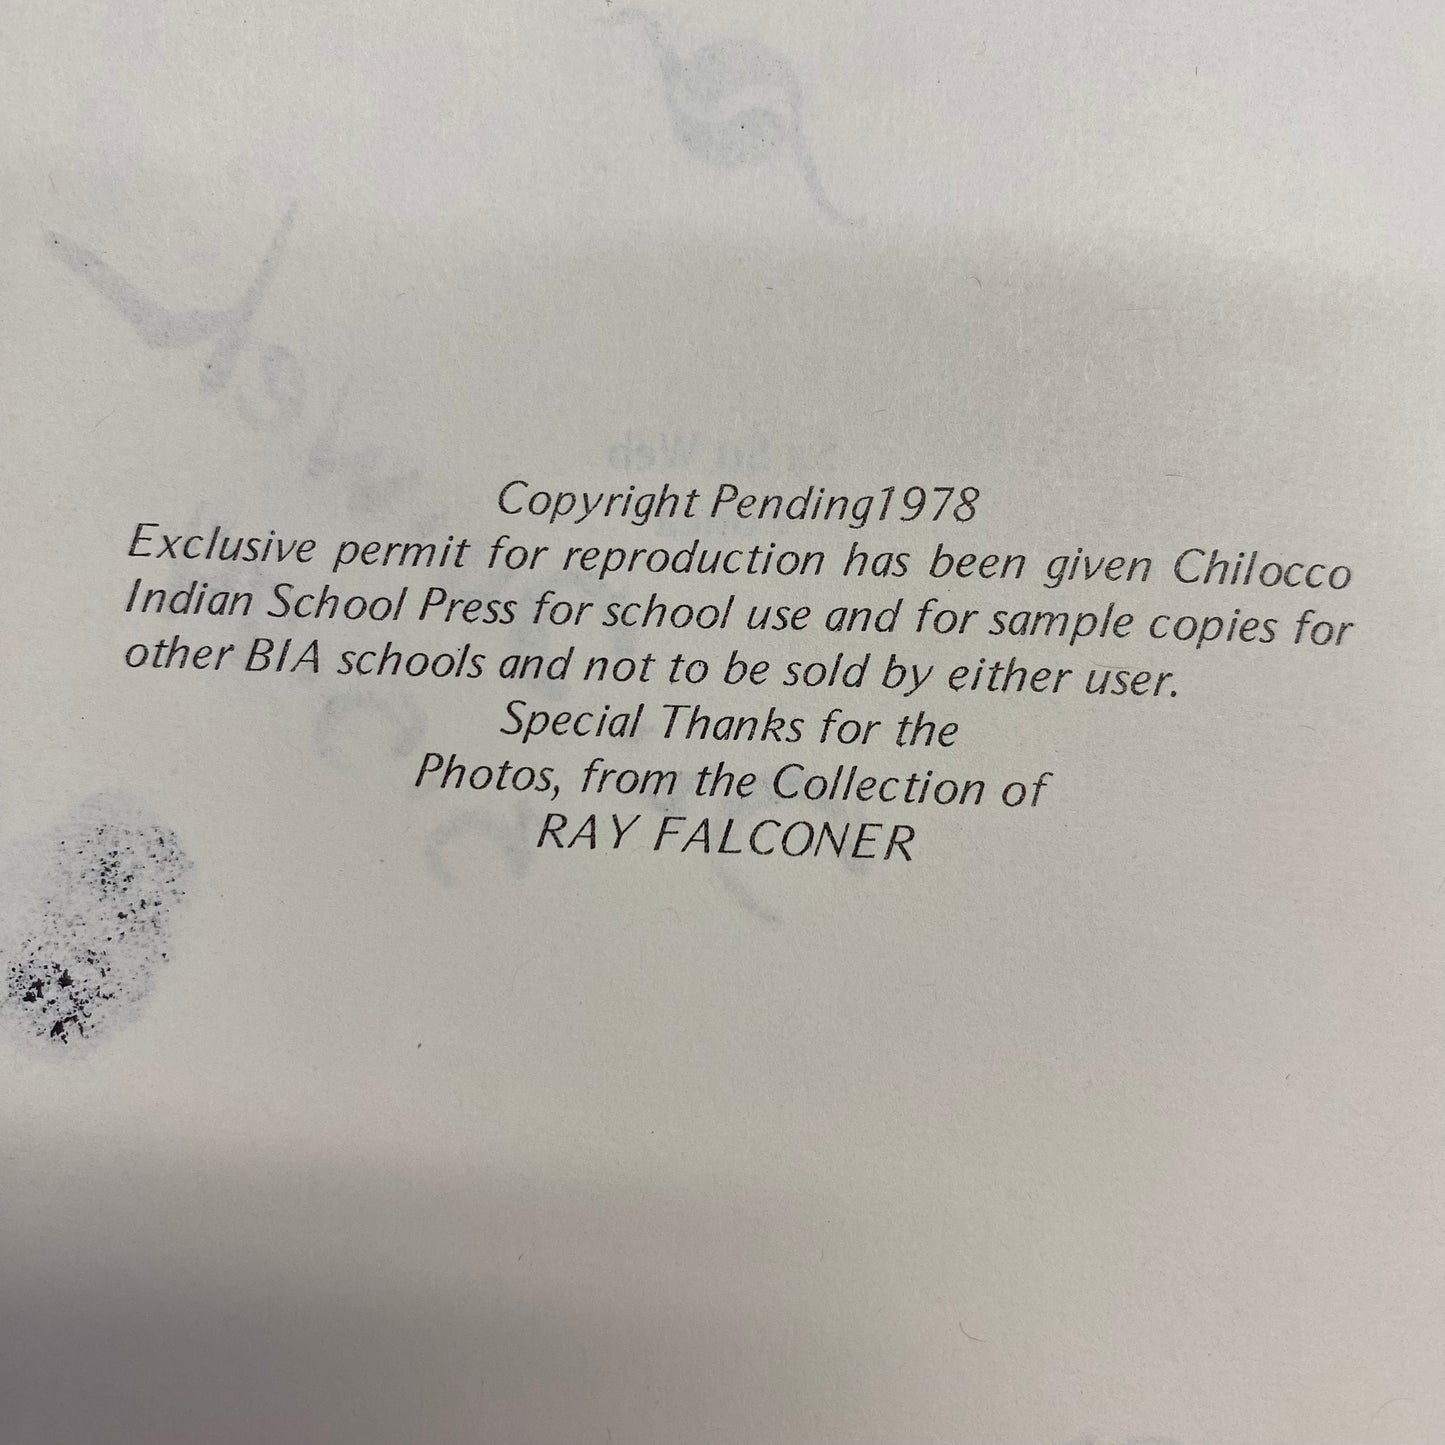 Copyright Pending1978
Exclusive permit for reproduction has been given Chilocco
Indian School Press for school use and for sample copies for
other BIA schools and not to be sold by either user.
Special Thanks for the
Photos, from the Collection of
RAY FALCONER